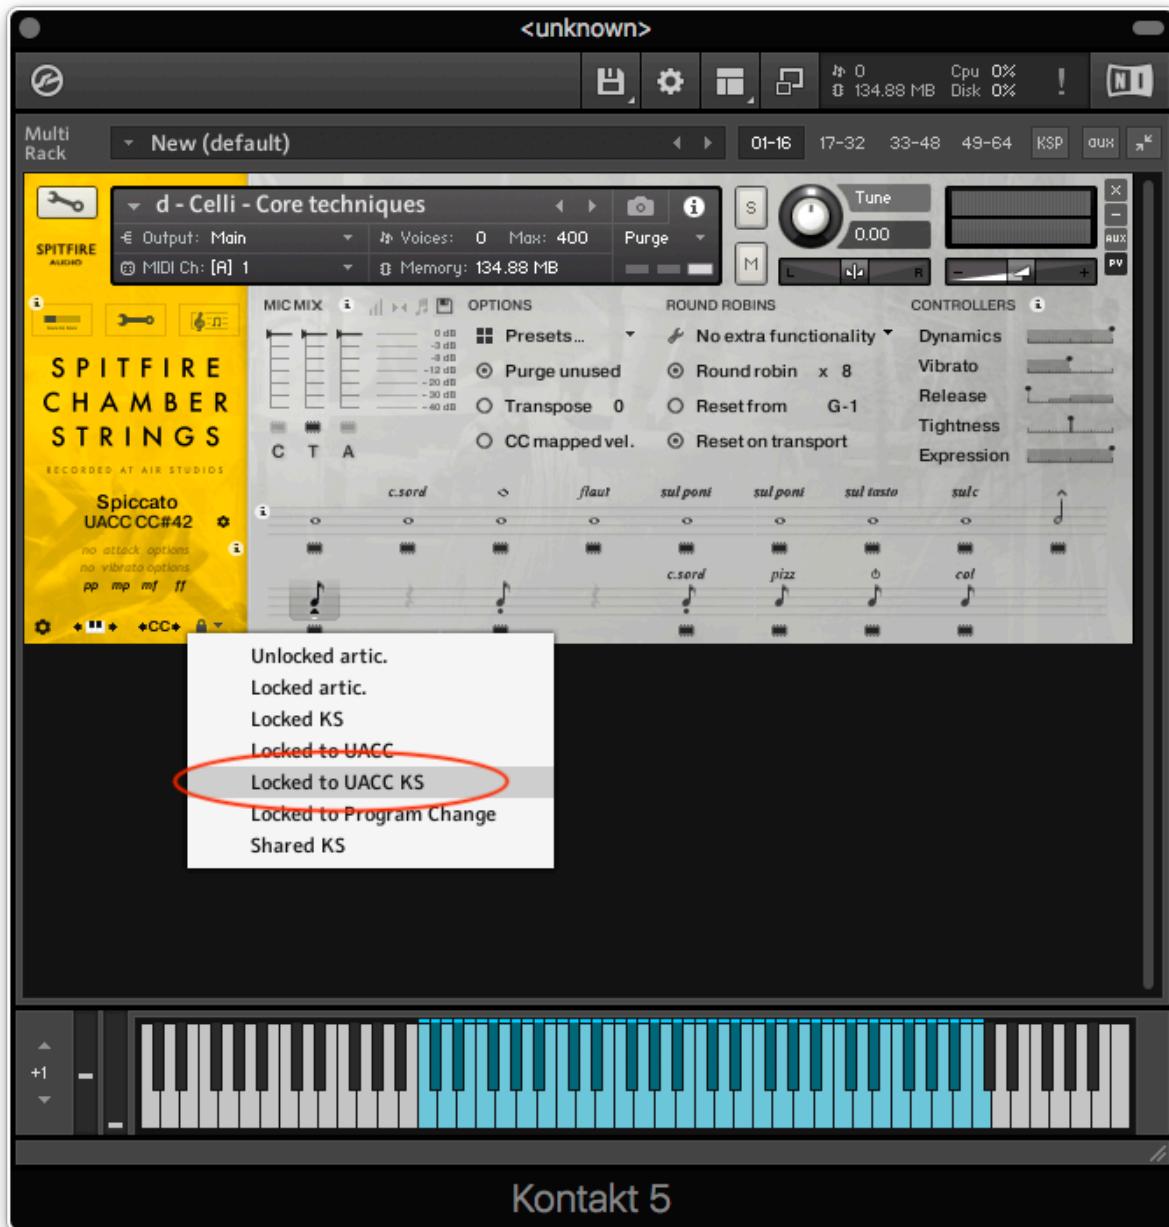 <unknown>
0 Cpu 0%
134.88 MB Disk 0%
! NI
Multi Rack New (default) 01-16 17-32 33-48 49-64 KSP aux
d - Celli - Core techniques i S Tune
SPITFIRE AUDIO
Output: Main Voices: 0 Max: 400 Purge 0.00 AUX
MIDI Ch: [A] 1 Memory: 134.88 MB M L R - + PV
MIC MIX i OPTIONS ROUND ROBINS CONTROLLERS i
0 dB
-3 dB
-8 dB
-12 dB
-20 dB
-30 dB
-40 dB
C T A
Presets...
Purge unused
Transpose 0
CC mapped vel.
No extra functionality
Round robin x 8
Reset from G-1
Reset on transport
Dynamics
Vibrato
Release
Tightness
Expression
SPITFIRE
CHAMBER
STRINGS
RECORDED AT AIR STUDIOS
Spiccato
UACC CC#42
no attack options
no vibrato options
pp mp mf ff
CC
c.sord flaut sul pont sul pont sul tasto sul c
c.sord pizz col
Unlocked artic.
Locked artic.
Locked KS
Locked to UACC
Locked to UACC KS
Locked to Program Change
Shared KS
+1
Kontakt 5